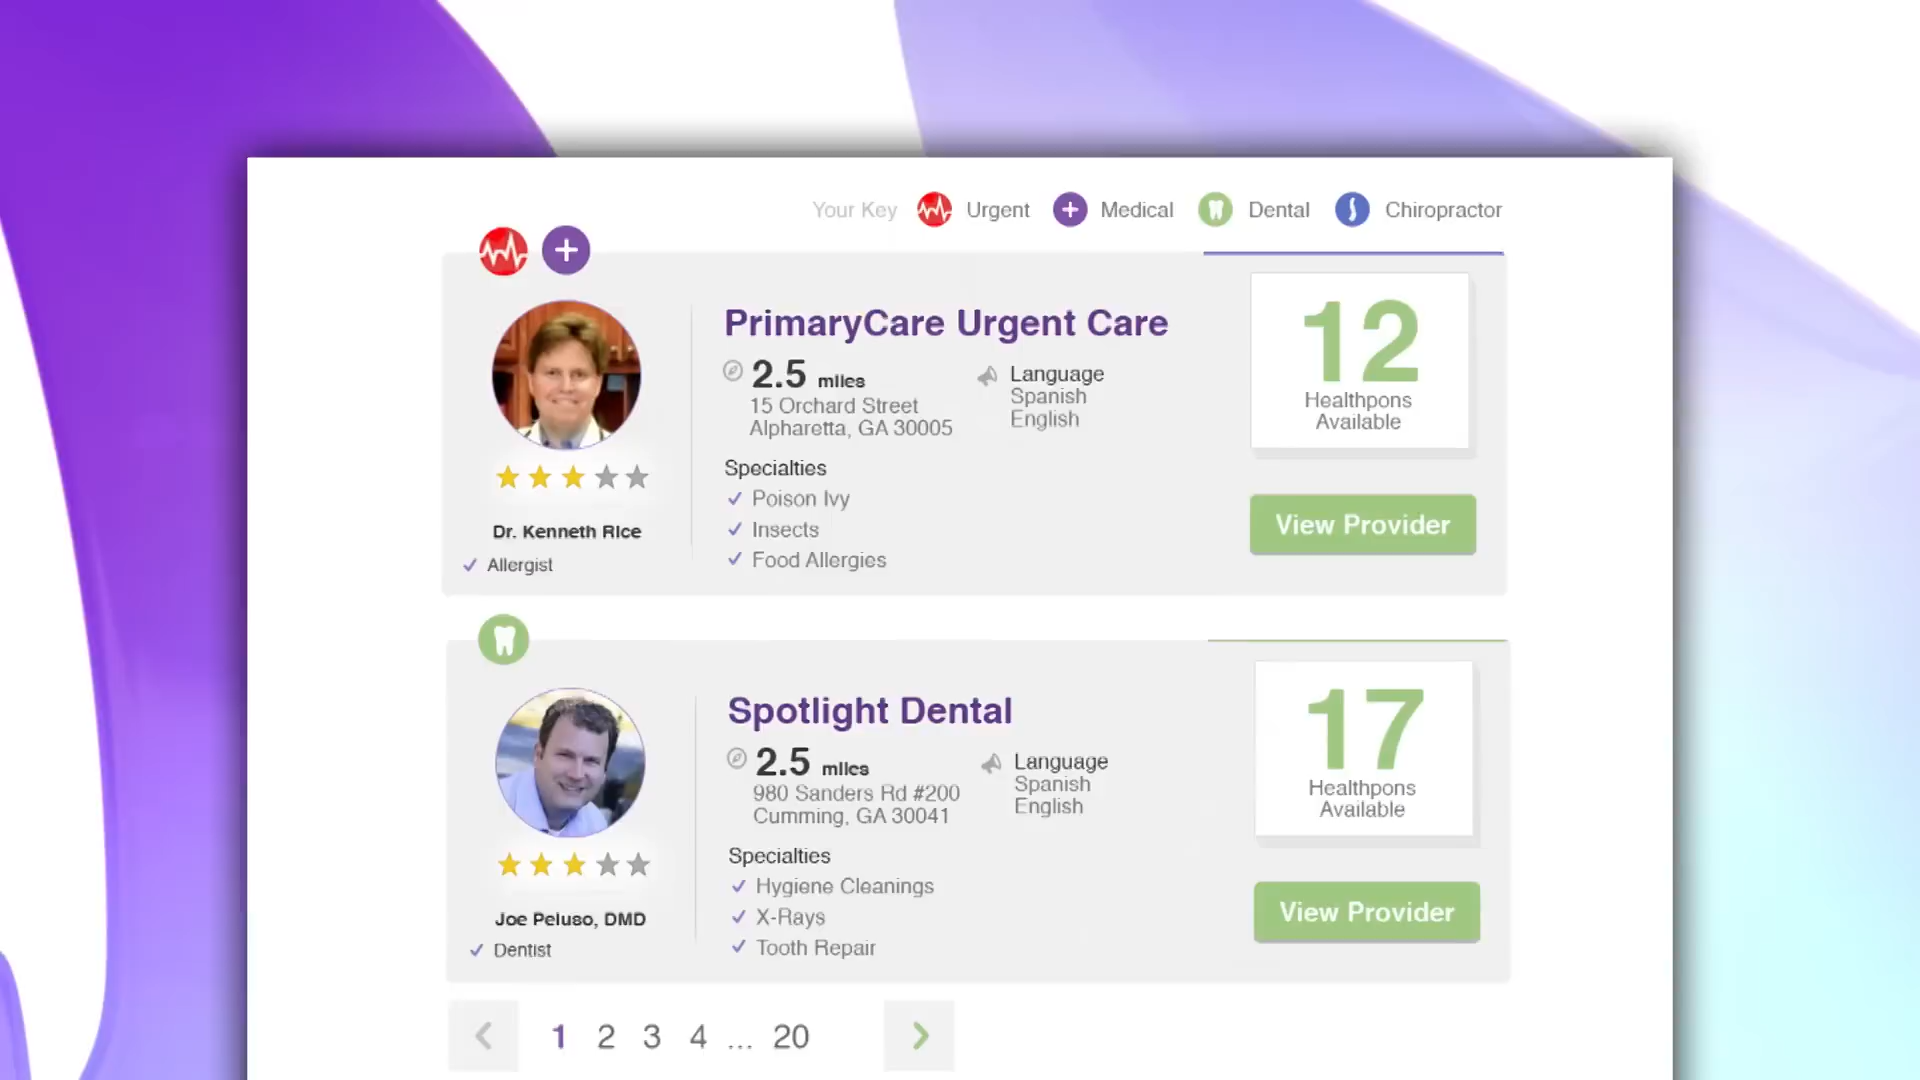 Your Key Urgent Medical Dental Chiropractor
PrimaryCare Urgent Care
2.5 miles
15 Orchard Street
Alpharetta, GA 30005
Language
Spanish
English
Specialties
Poison Ivy
Insects
Food Allergies
Dr. Kenneth Rice
Allergist
12
Healthpons
Available
View Provider
Spotlight Dental
2.5 miles
980 Sanders Rd #200
Cumming, GA 30041
Language
Spanish
English
Specialties
Hygiene Cleanings
X-Rays
Tooth Repair
Joe Peluso, DMD
Dentist
17
Healthpons
Available
View Provider
1 2 3 4 ... 20